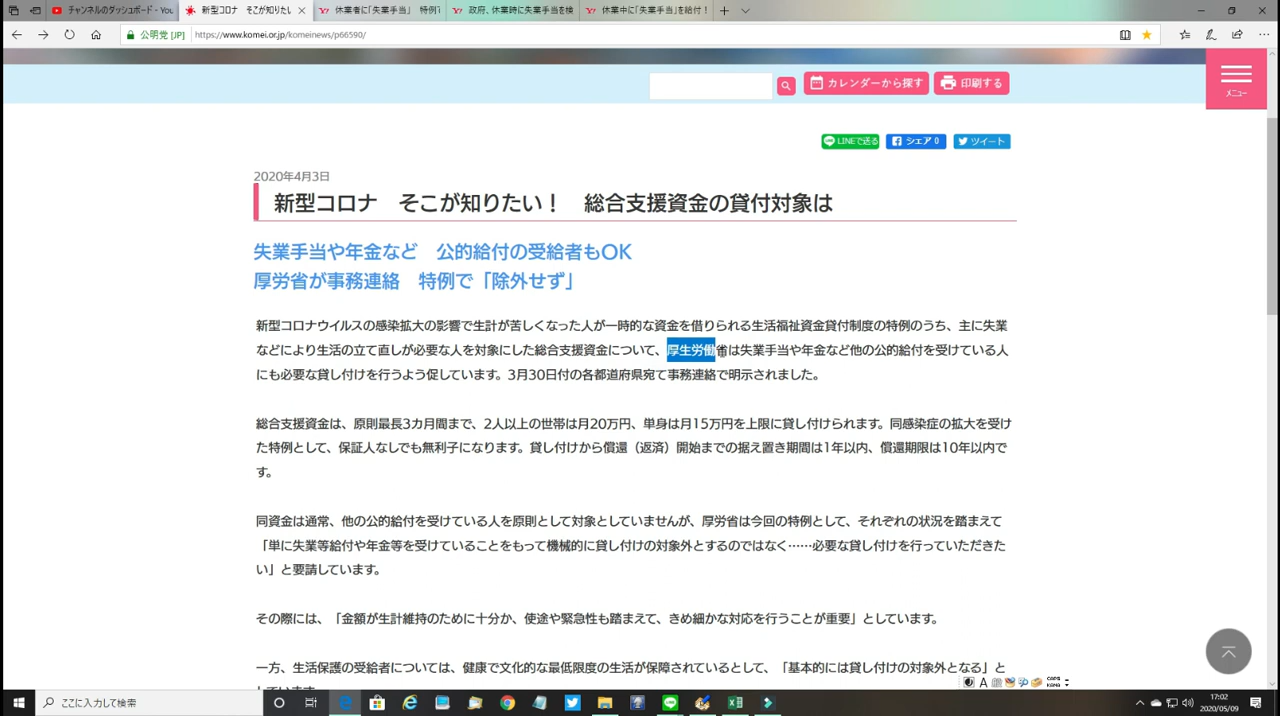 チャンネルのダッシュボード - You
新型コロナ そこが知りたい
休業者に「失業手当」 特例
政府、休業時に失業手当を検
休業中に「失業手当」を給付!
公明党 [JP]
https://www.komei.or.jp/komeinews/p66590/
カレンダーから探す
印刷する
メニュー
LINEで送る
シェア 0
ツイート
2020年4月3日
新型コロナ そこが知りたい! 総合支援資金の貸付対象は
失業手当や年金など 公的給付の受給者もOK
厚労省が事務連絡 特例で「除外せず」
新型コロナウイルスの感染拡大の影響で生計が苦しくなった人が一時的な資金を借りられる生活福祉資金貸付制度の特例のうち、主に失業
などにより生活の立て直しが必要な人を対象にした総合支援資金について、厚生労働省は失業手当や年金など他の公的給付を受けている人
にも必要な貸し付けを行うよう促しています。3月30日付の各都道府県宛て事務連絡で明示されました。
総合支援資金は、原則最長3カ月間まで、2人以上の世帯は月20万円、単身は月15万円を上限に貸し付けられます。同感染症の拡大を受け
た特例として、保証人なしでも無利子になります。貸し付けから償還（返済）開始までの据え置き期間は1年以内、償還期限は10年以内で
す。
同資金は通常、他の公的給付を受けている人を原則として対象としていませんが、厚労省は今回の特例として、それぞれの状況を踏まえて
「単に失業等給付や年金等を受けていることをもって機械的に貸し付けの対象外とするのではなく……必要な貸し付けを行っていただきた
い」と要請しています。
その際には、「金額が生計維持のために十分か、使途や緊急性も踏まえて、きめ細かな対応を行うことが重要」としています。
一方、生活保護の受給者については、健康で文化的な最低限度の生活が保障されているとして、「基本的には貸し付けの対象外となる」と
A 般
CAPS
KANA
ここに入力して検索
17:02
2020/05/09